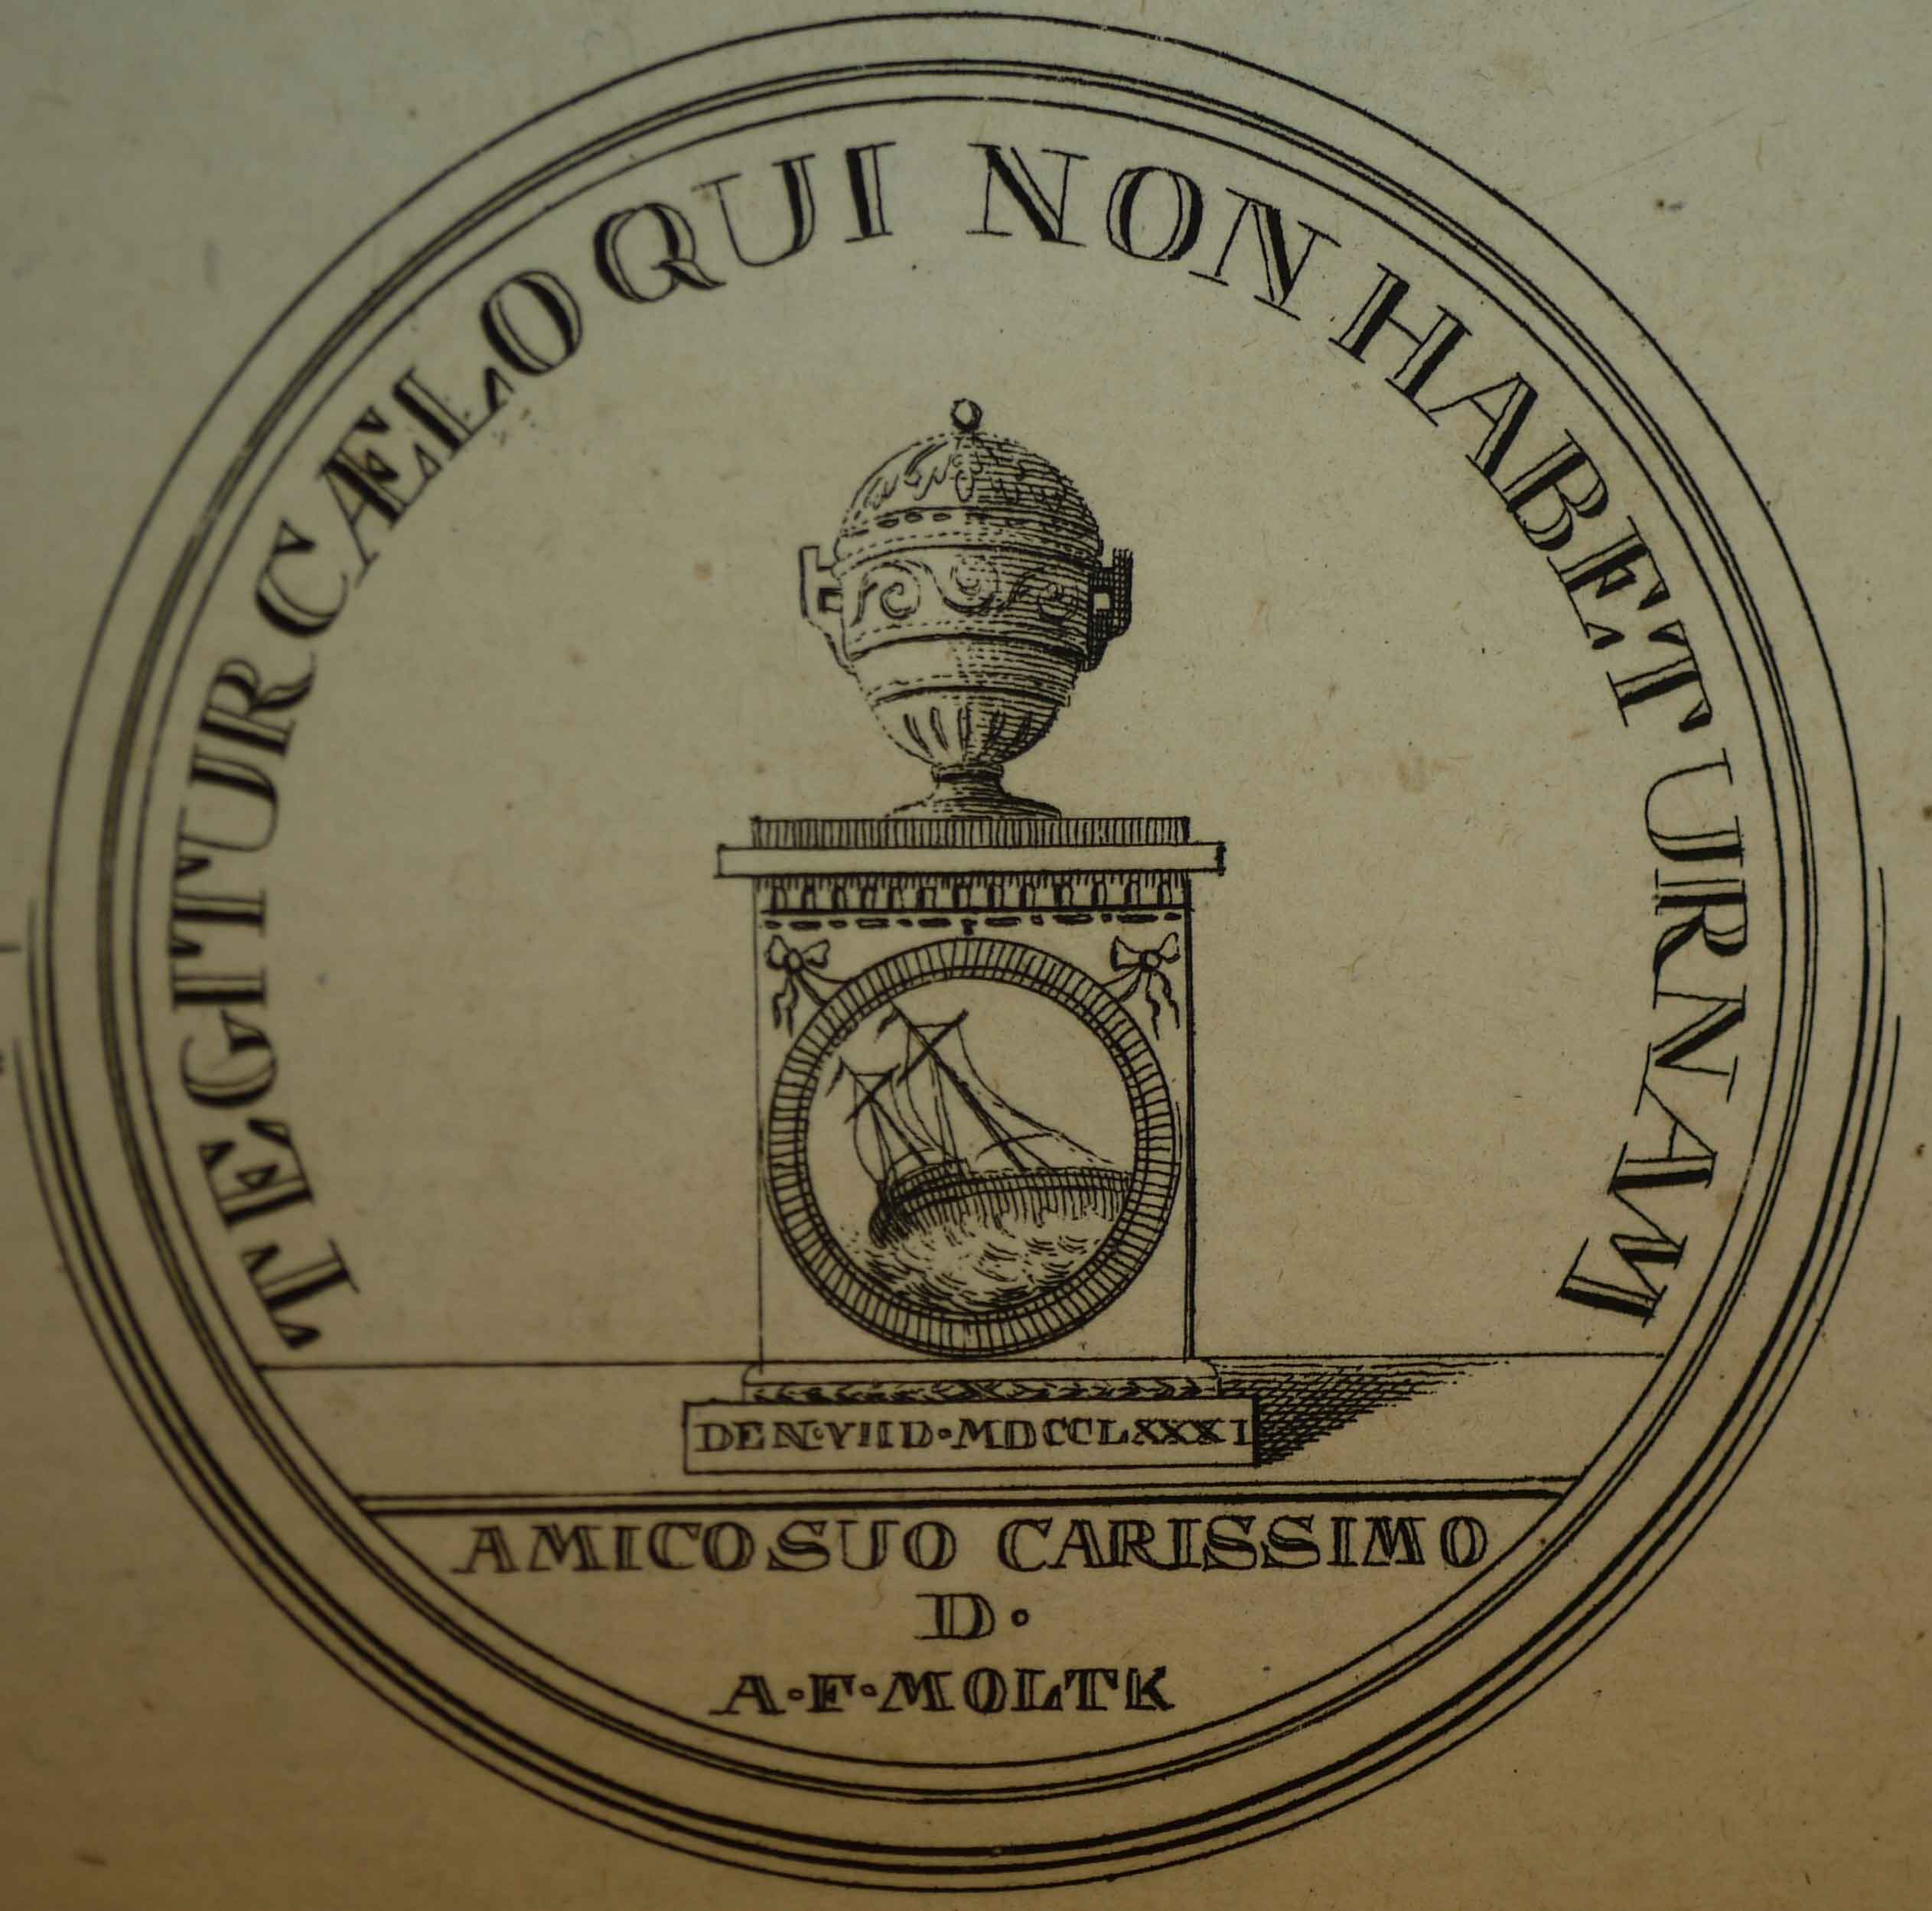 TEGITUR CÆLO QUI NON HABET URNAM
DEN·VIII D·MDCCLXXXI
AMICO SUO CARISSIMO
D·
A·F·MOLTK